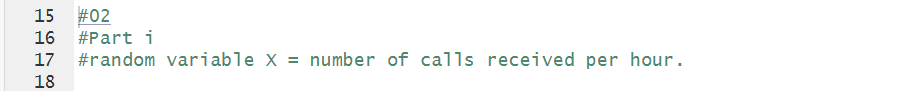 15 #02
16 #Part i
17 #random variable X = number of calls received per hour.
18